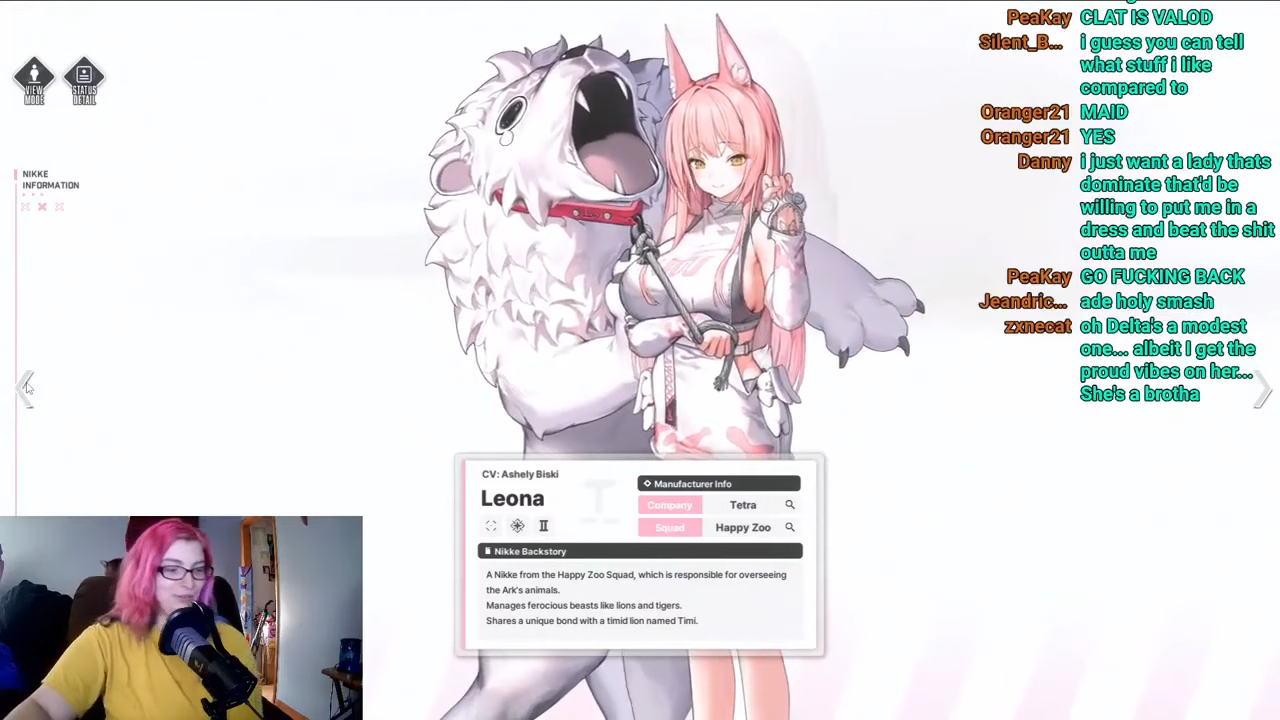 VIEW
MODE
STATUS
DETAIL
NIKKE
INFORMATION
CV: Ashely Biski
Leona
Manufacturer Info
Company Tetra
Squad Happy Zoo
Nikke Backstory
A Nikke from the Happy Zoo Squad, which is responsible for overseeing
the Ark's animals.
Manages ferocious beasts like lions and tigers.
Shares a unique bond with a timid lion named Timi.
PeaKay CLAT IS VALOD
Silent_B... i guess you can tell
what stuff i like
compared to
Oranger21 MAID
Oranger21 YES
Danny i just want a lady thats
dominate that'd be
willing to put me in a
dress and beat the shit
outta me
PeaKay GO FUCKING BACK
Jeandric... ade holy smash
zxnecat oh Delta's a modest
one... albeit I get the
proud vibes on her...
She's a brotha